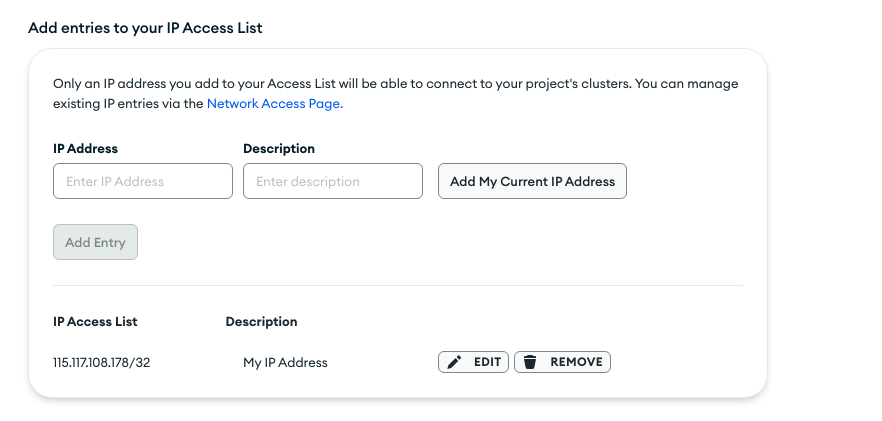 Add entries to your IP Access List
Only an IP address you add to your Access List will be able to connect to your project's clusters. You can manage
existing IP entries via the Network Access Page.
IP Address Description
Enter IP Address Enter description Add My Current IP Address
Add Entry
IP Access List Description
115.117.108.178/32 My IP Address EDIT REMOVE